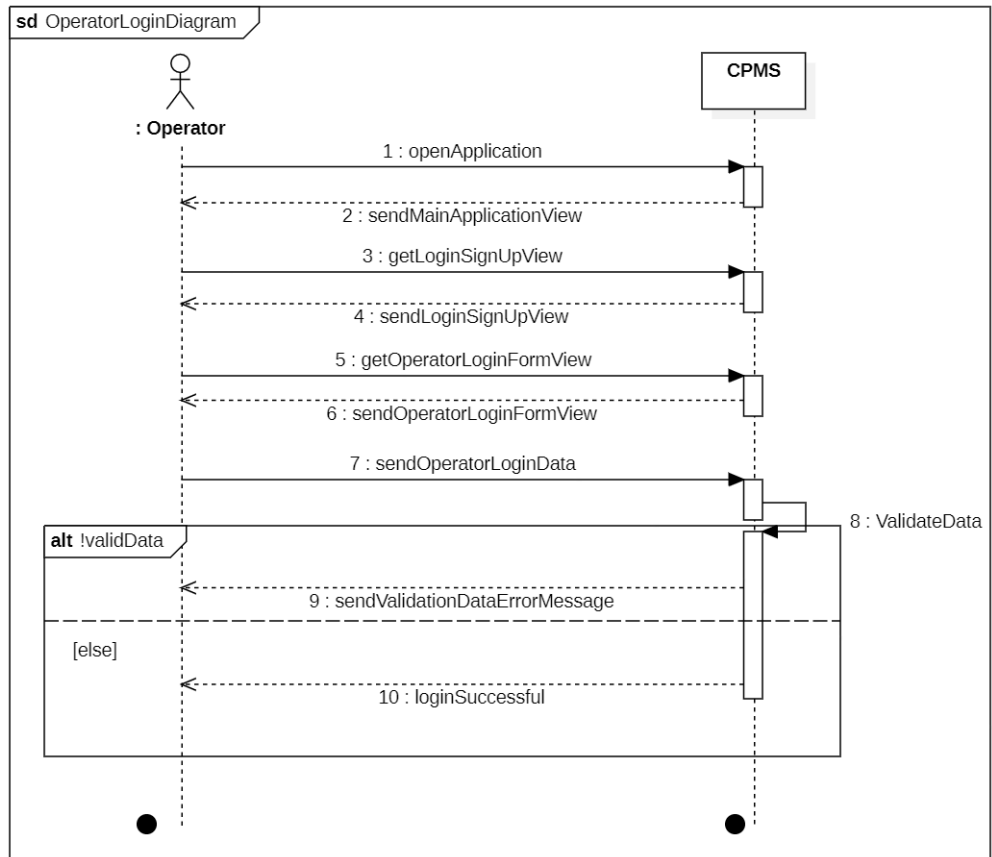 sd OperatorLoginDiagram
: Operator
CPMS
1 : openApplication
2 : sendMainApplicationView
3 : getLoginSignUpView
4 : sendLoginSignUpView
5 : getOperatorLoginFormView
6 : sendOperatorLoginFormView
7 : sendOperatorLoginData
8 : ValidateData
alt !validData
9 : sendValidationDataErrorMessage
[else]
10 : loginSuccessful